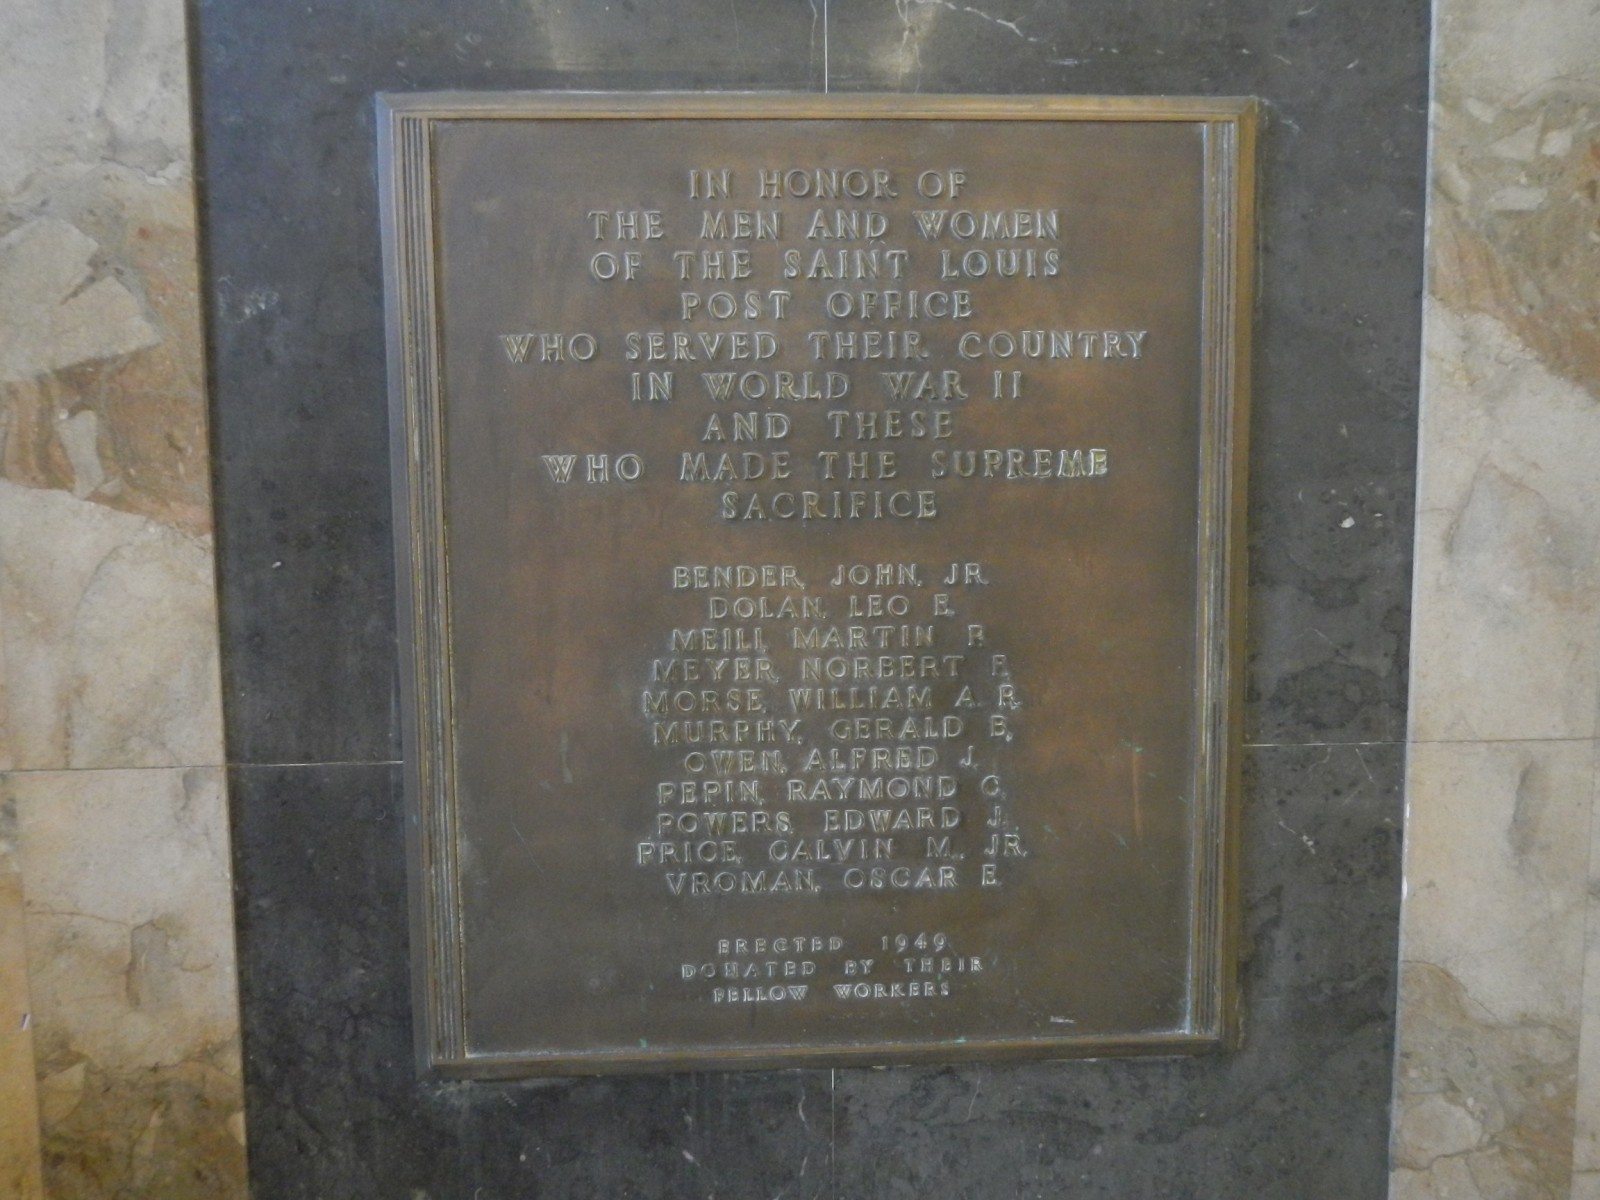 IN HONOR OF
THE MEN AND WOMEN
OF THE SAINT LOUIS
POST OFFICE
WHO SERVED THEIR COUNTRY
IN WORLD WAR II
AND THESE
WHO MADE THE SUPREME
SACRIFICE
BENDER, JOHN, JR.
DOLAN, LEO E.
MEILI, MARTIN P.
MEYER, NORBERT F.
MORSE, WILLIAM A. R.
MURPHY, GERALD B.
OWEN, ALFRED J.
PEPIN, RAYMOND C.
POWERS, EDWARD J.
PRICE, CALVIN M., JR.
VROMAN, OSCAR E.
ERECTED 1949
DONATED BY THEIR
FELLOW WORKERS